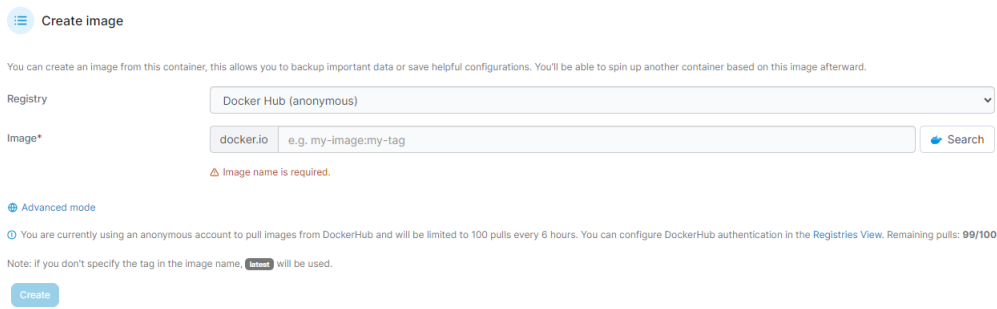 Create image
You can create an image from this container, this allows you to backup important data or save helpful configurations. You'll be able to spin up another container based on this image afterward.
Registry
Docker Hub (anonymous)
Image*
docker.io
e.g. my-image:my-tag
Search
Image name is required.
Advanced mode
You are currently using an anonymous account to pull images from DockerHub and will be limited to 100 pulls every 6 hours. You can configure DockerHub authentication in the Registries View. Remaining pulls: 99/100
Note: if you don't specify the tag in the image name, latest will be used.
Create